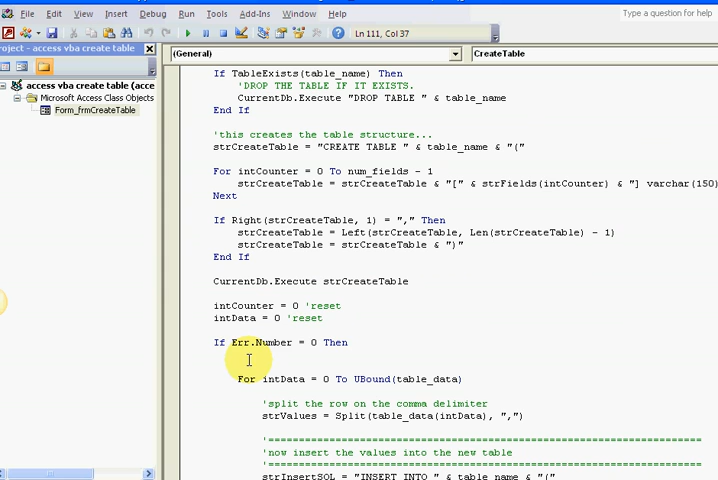 File Edit View Insert Debug Run Tools Add-Ins Window Help Type a question for help
Ln 111, Col 37
roject - access vba create table
(General) CreateTable
access vba create table (acce
Microsoft Access Class Objects
Form_frmCreateTable
If TableExists(table_name) Then
'DROP THE TABLE IF IT EXISTS.
CurrentDb.Execute "DROP TABLE " & table_name
End If
'this creates the table structure...
strCreateTable = "CREATE TABLE " & table_name & "("
For intCounter = 0 To num_fields - 1
strCreateTable = strCreateTable & "[" & strFields(intCounter) & "] varchar(150)
Next
If Right(strCreateTable, 1) = "," Then
strCreateTable = Left(strCreateTable, Len(strCreateTable) - 1)
strCreateTable = strCreateTable & ")"
End If
CurrentDb.Execute strCreateTable
intCounter = 0 'reset
intData = 0 'reset
If Err.Number = 0 Then
For intData = 0 To UBound(table_data)
'split the row on the comma delimiter
strValues = Split(table_data(intData), ",")
'=======================================================================
'now insert the values into the new table
'=======================================================================
strInsertSQL = "INSERT INTO " & table_name & "("